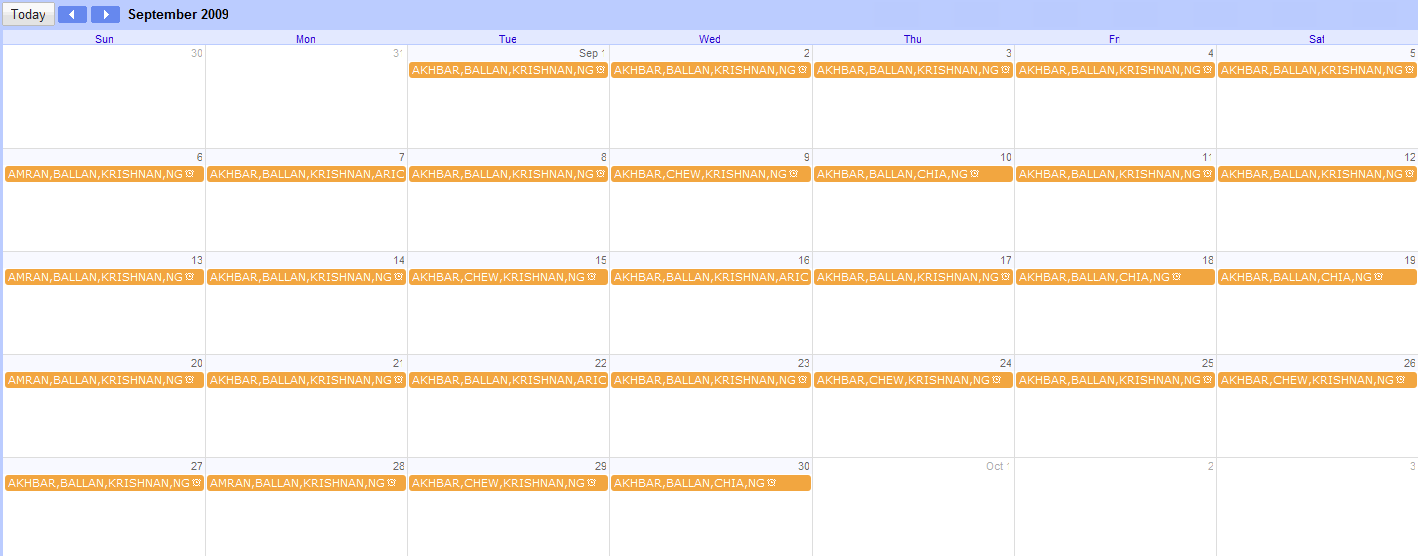 Today September 2009
Sun Mon Tue Wed Thu Fri Sat
30 31 Sep 1 2 3 4 5
AKHBAR,BALLAN,KRISHNAN,NG AKHBAR,BALLAN,KRISHNAN,NG AKHBAR,BALLAN,KRISHNAN,NG AKHBAR,BALLAN,KRISHNAN,NG AKHBAR,BALLAN,KRISHNAN,NG
6 7 8 9 10 11 12
AMRAN,BALLAN,KRISHNAN,NG AKHBAR,BALLAN,KRISHNAN,ARIC AKHBAR,BALLAN,KRISHNAN,NG AKHBAR,CHEW,KRISHNAN,NG AKHBAR,BALLAN,CHIA,NG AKHBAR,BALLAN,KRISHNAN,NG AKHBAR,BALLAN,KRISHNAN,NG
13 14 15 16 17 18 19
AMRAN,BALLAN,KRISHNAN,NG AKHBAR,BALLAN,KRISHNAN,NG AKHBAR,CHEW,KRISHNAN,NG AKHBAR,BALLAN,KRISHNAN,ARIC AKHBAR,BALLAN,KRISHNAN,NG AKHBAR,BALLAN,CHIA,NG AKHBAR,BALLAN,CHIA,NG
20 21 22 23 24 25 26
AMRAN,BALLAN,KRISHNAN,NG AKHBAR,BALLAN,KRISHNAN,NG AKHBAR,BALLAN,KRISHNAN,ARIC AKHBAR,BALLAN,KRISHNAN,NG AKHBAR,CHEW,KRISHNAN,NG AKHBAR,BALLAN,KRISHNAN,NG AKHBAR,CHEW,KRISHNAN,NG
27 28 29 30 Oct 1 2 3
AKHBAR,BALLAN,KRISHNAN,NG AMRAN,BALLAN,KRISHNAN,NG AKHBAR,CHEW,KRISHNAN,NG AKHBAR,BALLAN,CHIA,NG